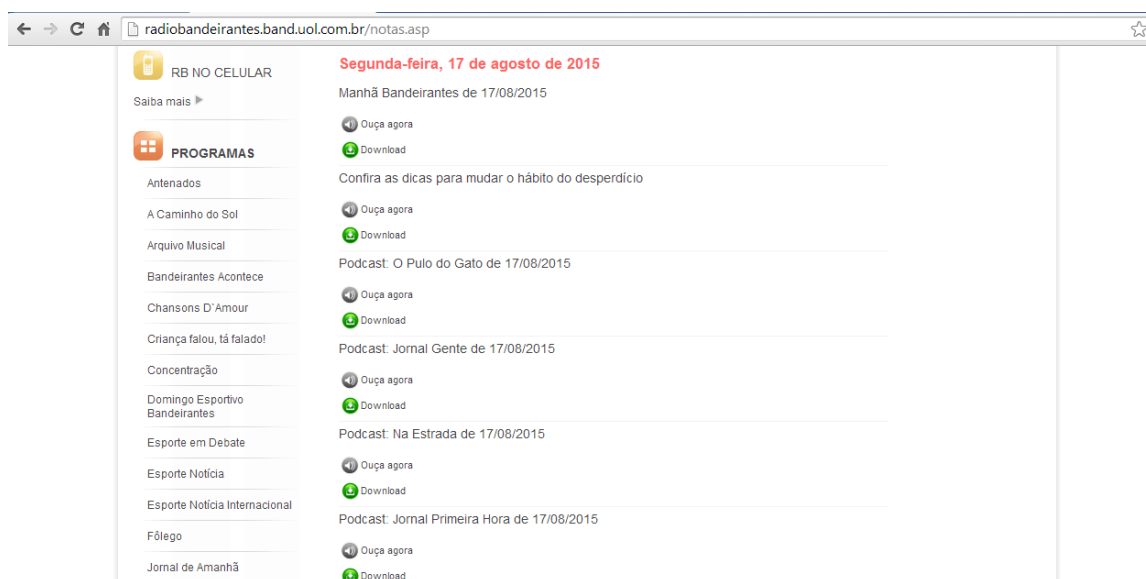 radiobandeirantes.band.uol.com.br/notas.asp
RB NO CELULAR
Saiba mais
PROGRAMAS
Antenados
A Caminho do Sol
Arquivo Musical
Bandeirantes Acontece
Chansons D`Amour
Criança falou, tá falado!
Concentração
Domingo Esportivo
Bandeirantes
Esporte em Debate
Esporte Notícia
Esporte Notícia Internacional
Fôlego
Jornal de Amanhã
Segunda-feira, 17 de agosto de 2015
Manhã Bandeirantes de 17/08/2015
Ouça agora
Download
Confira as dicas para mudar o hábito do desperdício
Ouça agora
Download
Podcast: O Pulo do Gato de 17/08/2015
Ouça agora
Download
Podcast: Jornal Gente de 17/08/2015
Ouça agora
Download
Podcast: Na Estrada de 17/08/2015
Ouça agora
Download
Podcast: Jornal Primeira Hora de 17/08/2015
Ouça agora
Download